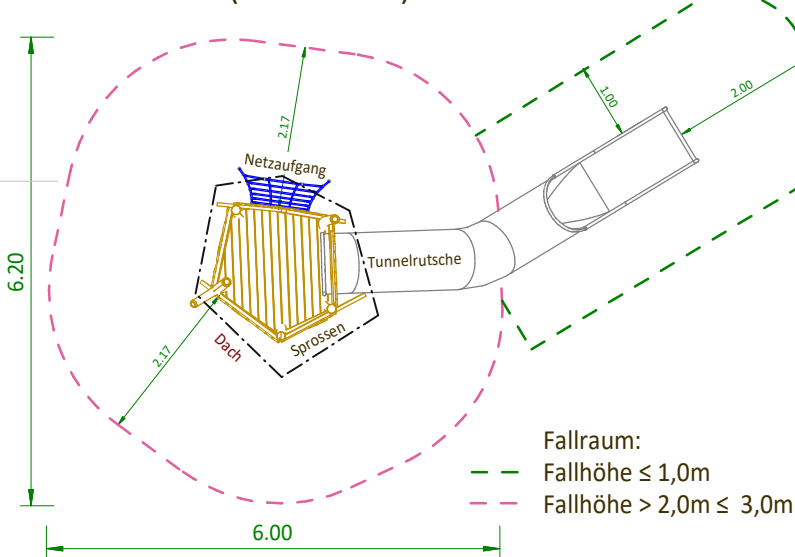 1.00
2.00
2.17
Netzaufgang
Tunnelrutsche
6.20
Sprossen
Dach
2.17
Fallraum:
Fallhöhe ≤ 1,0m
Fallhöhe > 2,0m ≤ 3,0m
6.00